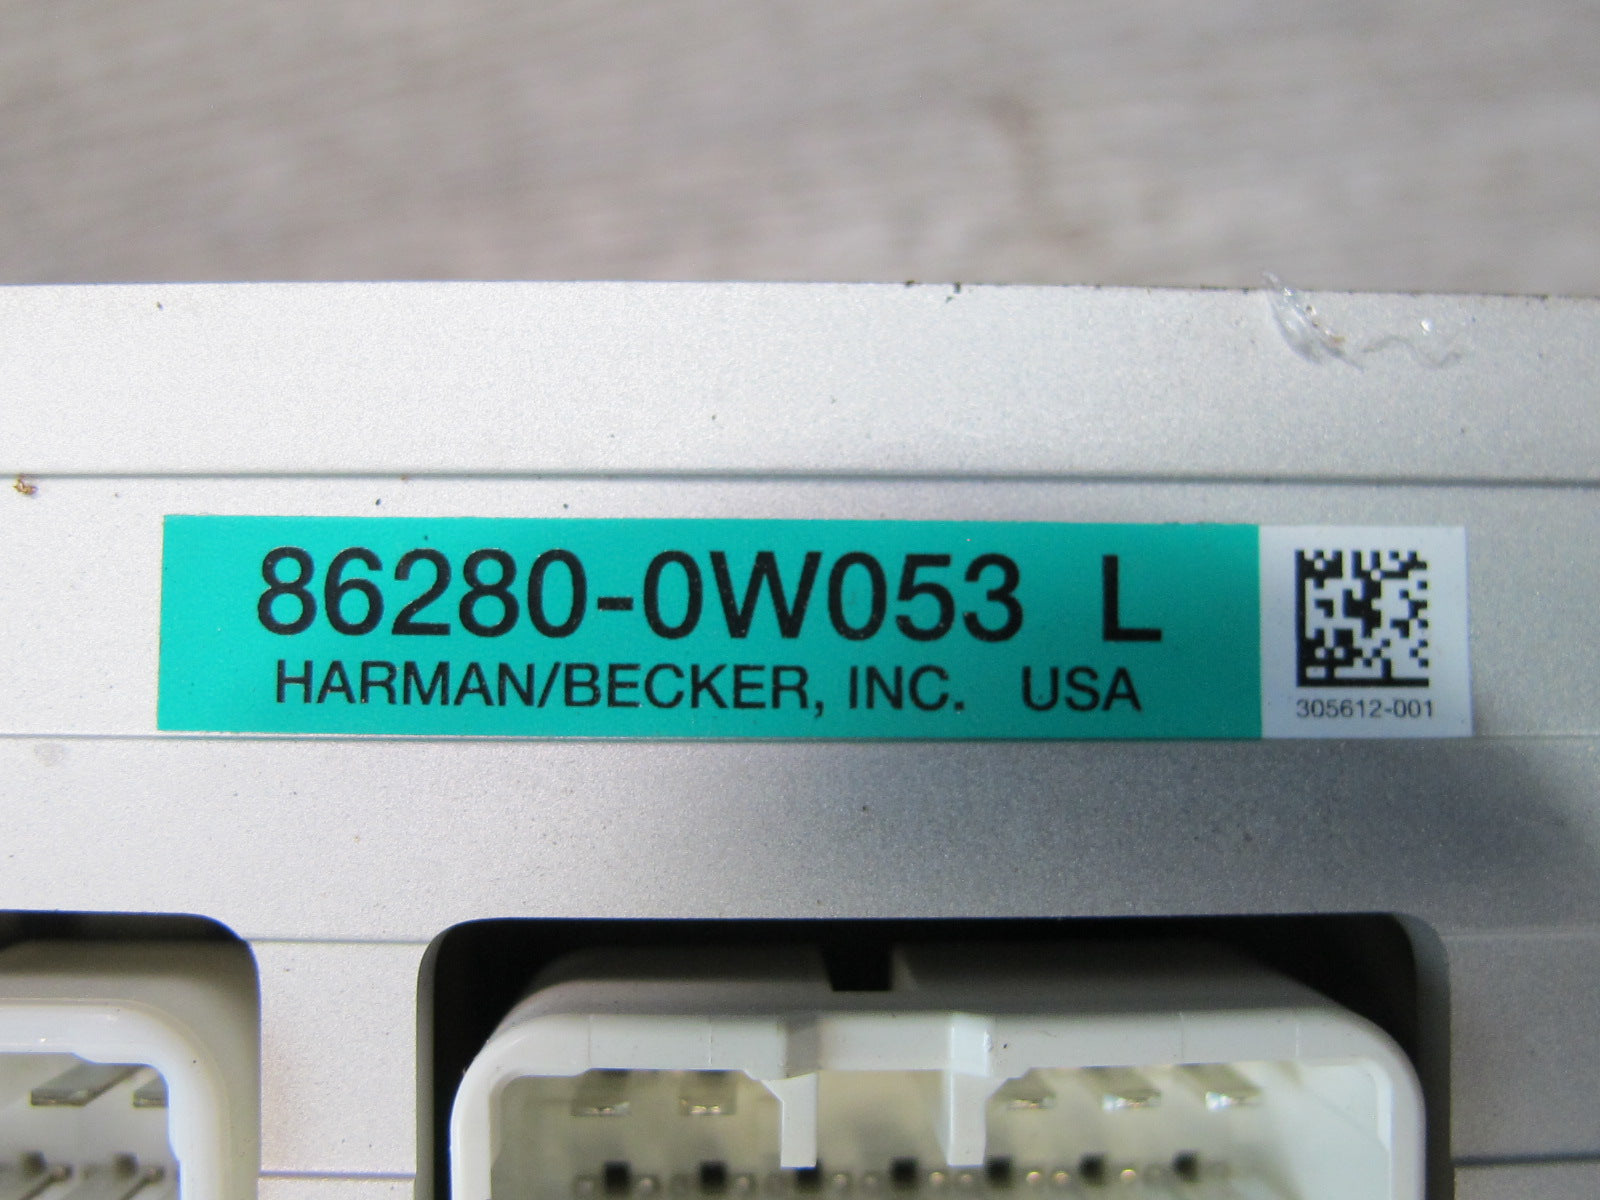 86280-0W053 L
HARMAN/BECKER, INC. USA
305612-001